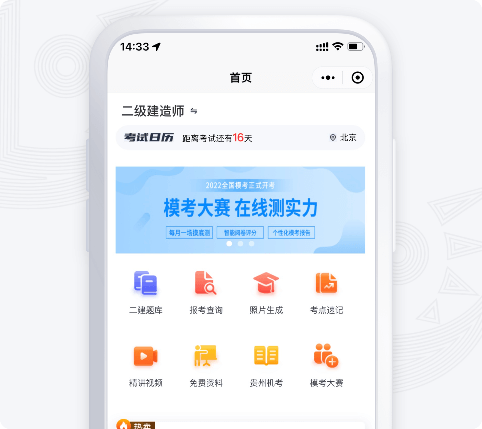 14:33
首页
二级建造师
考试日历 距离考试还有16天 北京
2022全国模考正式开考
模考大赛 在线测实力
每月一场摸底测 智能阅卷评分 个性化模考报告
二建题库 报考查询 照片生成 考点速记
精讲视频 免费资料 贵州机考 模考大赛